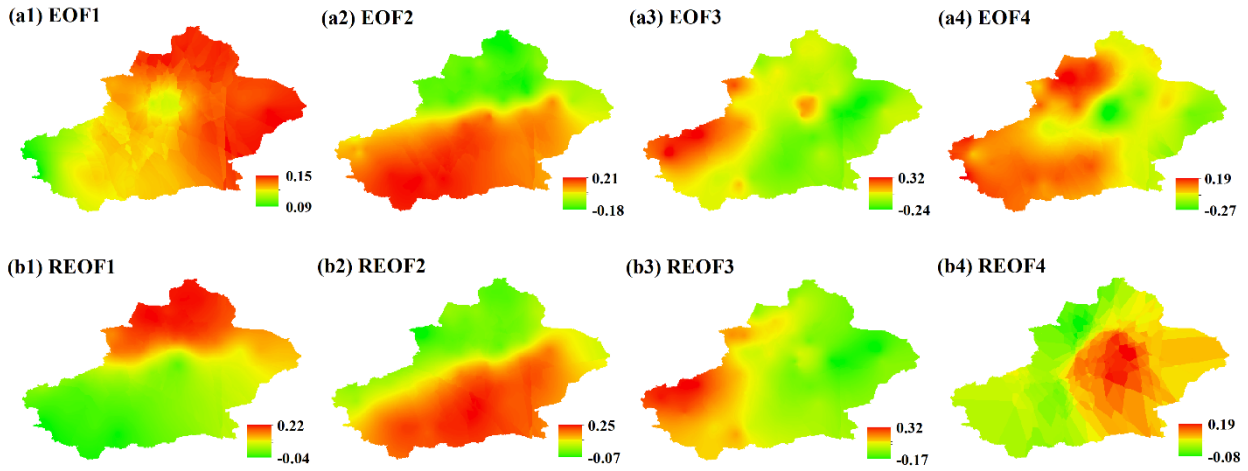 (a1) EOF1
0.15
0.09
(a2) EOF2
0.21
-0.18
(a3) EOF3
0.32
-0.24
(a4) EOF4
0.19
-0.27
(b1) REOF1
0.22
-0.04
(b2) REOF2
0.25
-0.07
(b3) REOF3
0.32
-0.17
(b4) REOF4
0.19
-0.08